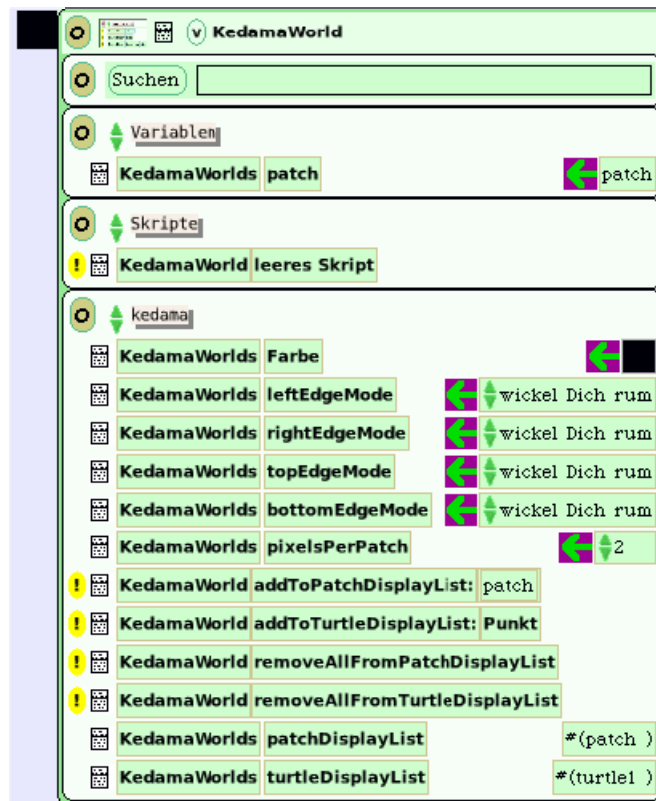 KedamaWorld
Suchen
Variablen
KedamaWorlds patch patch
Skripte
! KedamaWorld leeres Skript
kedama
KedamaWorlds Farbe
KedamaWorlds leftEdgeMode wickel Dich rum
KedamaWorlds rightEdgeMode wickel Dich rum
KedamaWorlds topEdgeMode wickel Dich rum
KedamaWorlds bottomEdgeMode wickel Dich rum
KedamaWorlds pixelsPerPatch 2
! KedamaWorld addToPatchDisplayList: patch
! KedamaWorld addToTurtleDisplayList: Punkt
! KedamaWorld removeAllFromPatchDisplayList
! KedamaWorld removeAllFromTurtleDisplayList
KedamaWorlds patchDisplayList #(patch )
KedamaWorlds turtleDisplayList #(turtle1 )